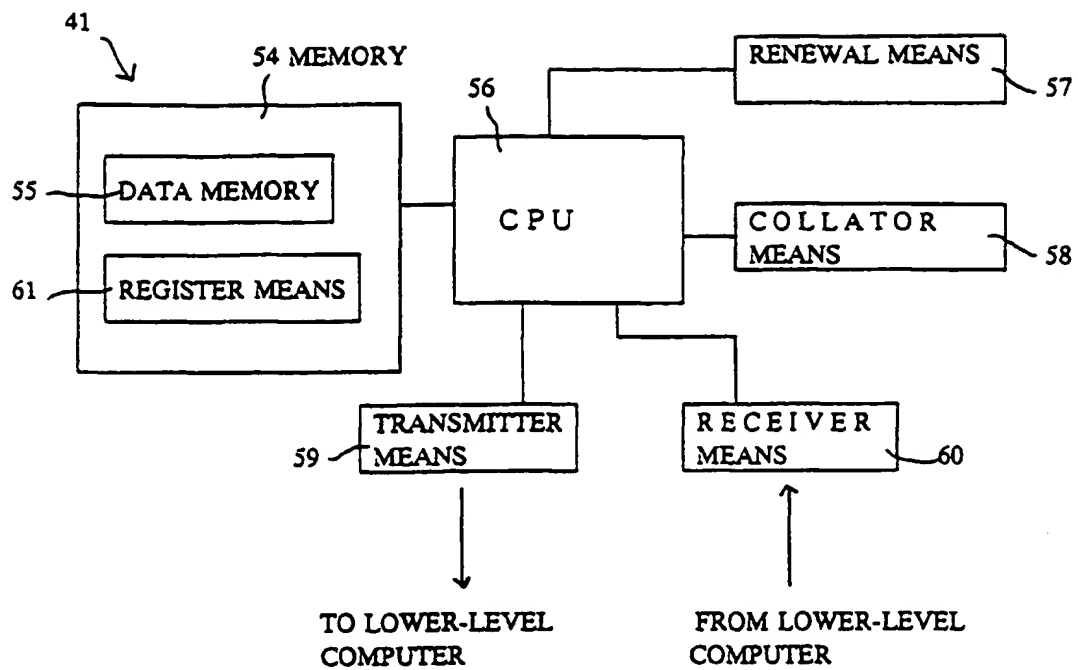 41
54 MEMORY
RENEWAL MEANS
57
56
55
DATA MEMORY
CPU
COLLATOR
MEANS
58
61
REGISTER MEANS
TRANSMITTER
MEANS
59
RECEIVER
MEANS
60
TO LOWER-LEVEL
COMPUTER
FROM LOWER-LEVEL
COMPUTER